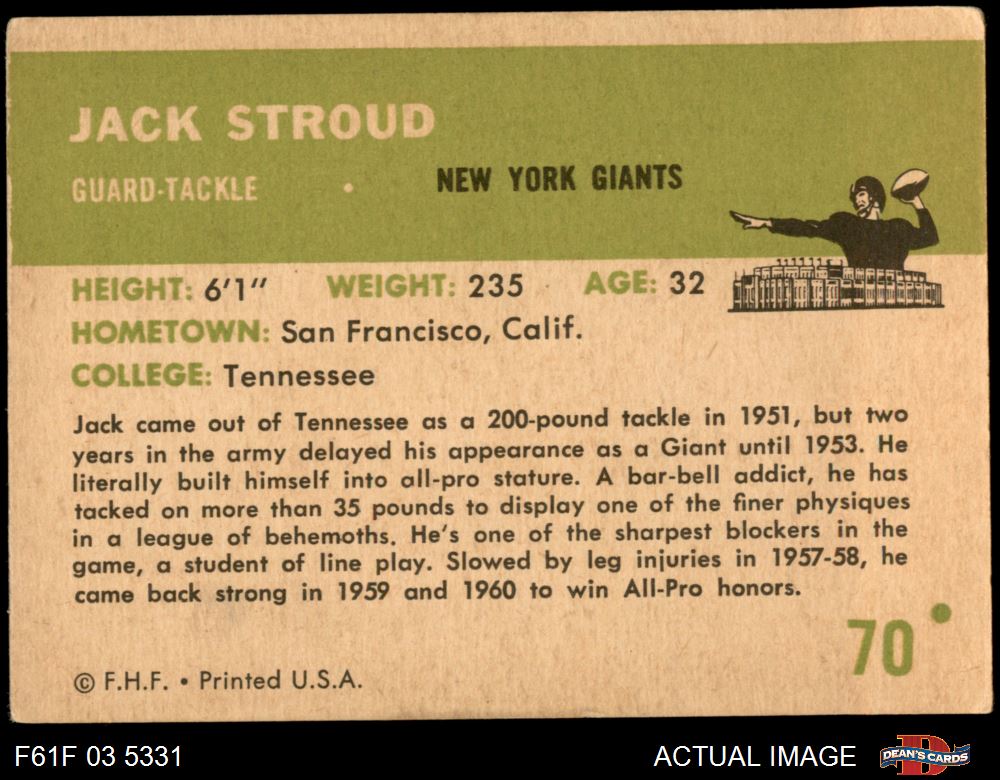 JACK STROUD
GUARD-TACKLE • NEW YORK GIANTS
HEIGHT: 6'1" WEIGHT: 235 AGE: 32
HOMETOWN: San Francisco, Calif.
COLLEGE: Tennessee
Jack came out of Tennessee as a 200-pound tackle in 1951, but two
years in the army delayed his appearance as a Giant until 1953. He
literally built himself into all-pro stature. A bar-bell addict, he has
tacked on more than 35 pounds to display one of the finer physiques
in a league of behemoths. He's one of the sharpest blockers in the
game, a student of line play. Slowed by leg injuries in 1957-58, he
came back strong in 1959 and 1960 to win All-Pro honors.
70
© F.H.F. • Printed U.S.A.
F61F 03 5331 ACTUAL IMAGE DEAN'S CARDS